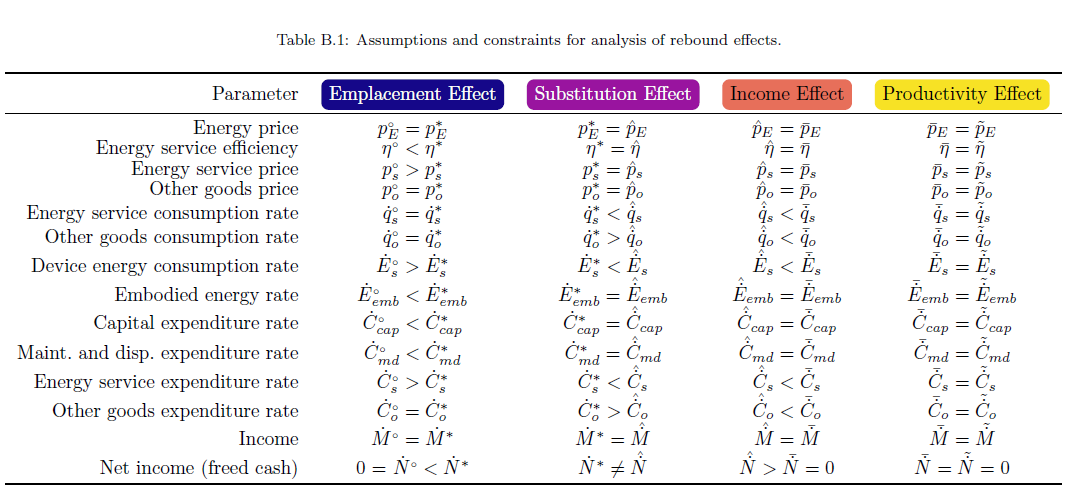 Table B.1: Assumptions and constraints for analysis of rebound effects.
Parameter Emplacement Effect Substitution Effect Income Effect Productivity Effect
Energy price p°_E = p*_E p*_E = p̂_E p̂_E = p̄_E p̄_E = p̃_E
Energy service efficiency η° < η* η* = η̂ η̂ = η̄ η̄ = η̃
Energy service price p°_s > p*_s p*_s = p̂_s p̂_s = p̄_s p̄_s = p̃_s
Other goods price p°_o = p*_o p*_o = p̂_o p̂_o = p̄_o p̄_o = p̃_o
Energy service consumption rate q̇°_s = q̇*_s q̇*_s < q̇̂_s q̇̂_s < q̇̄_s q̇̄_s = q̇̃_s
Other goods consumption rate q̇°_o = q̇*_o q̇*_o > q̇̂_o q̇̂_o < q̇̄_o q̇̄_o = q̇̃_o
Device energy consumption rate Ė°_s > Ė*_s Ė*_s < Ė̂_s Ė̂_s < Ė̄_s Ė̄_s = Ė̃_s
Embodied energy rate Ė°_emb < Ė*_emb Ė*_emb = Ė̂_emb Ė̂_emb = Ė̄_emb Ė̄_emb = Ė̃_emb
Capital expenditure rate Ċ°_cap < Ċ*_cap Ċ*_cap = Ċ̂_cap Ċ̂_cap = Ċ̄_cap Ċ̄_cap = Ċ̃_cap
Maint. and disp. expenditure rate Ċ°_md < Ċ*_md Ċ*_md = Ċ̂_md Ċ̂_md = Ċ̄_md Ċ̄_md = Ċ̃_md
Energy service expenditure rate Ċ°_s > Ċ*_s Ċ*_s < Ċ̂_s Ċ̂_s < Ċ̄_s Ċ̄_s = Ċ̃_s
Other goods expenditure rate Ċ°_o = Ċ*_o Ċ*_o > Ċ̂_o Ċ̂_o < Ċ̄_o Ċ̄_o = Ċ̃_o
Income Ṁ° = Ṁ* Ṁ* = Ṁ̂ Ṁ̂ = Ṁ̄ Ṁ̄ = Ṁ̃
Net income (freed cash) 0 = Ṅ° < Ṅ* Ṅ* ≠ Ṅ̂ Ṅ̂ > Ṅ̄ = 0 Ṅ̄ = Ṅ̃ = 0